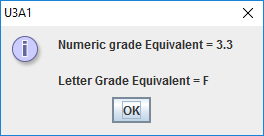 U3A1
Numeric grade Equivalent = 3.3
Letter Grade Equivalent = F
OK